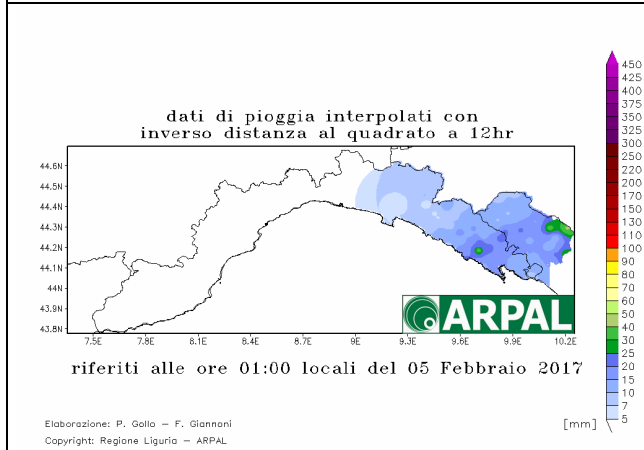 dati di pioggia interpolati con
inverso distanza al quadrato a 12hr
44.6N
44.5N
44.4N
44.3N
44.2N
44.1N
44N
43.9N
43.8N
7.5E 7.8E 8.1E 8.4E 8.7E 9E 9.3E 9.6E 9.9E 10.2E
ARPAL
riferiti alle ore 01:00 locali del 05 Febbraio 2017
450
425
400
375
350
325
300
250
200
170
150
130
110
100
90
80
70
60
50
40
30
25
20
15
10
7
5
[mm]
Elaborazione: P. Gollo – F. Giannoni
Copyright: Regione Liguria – ARPAL